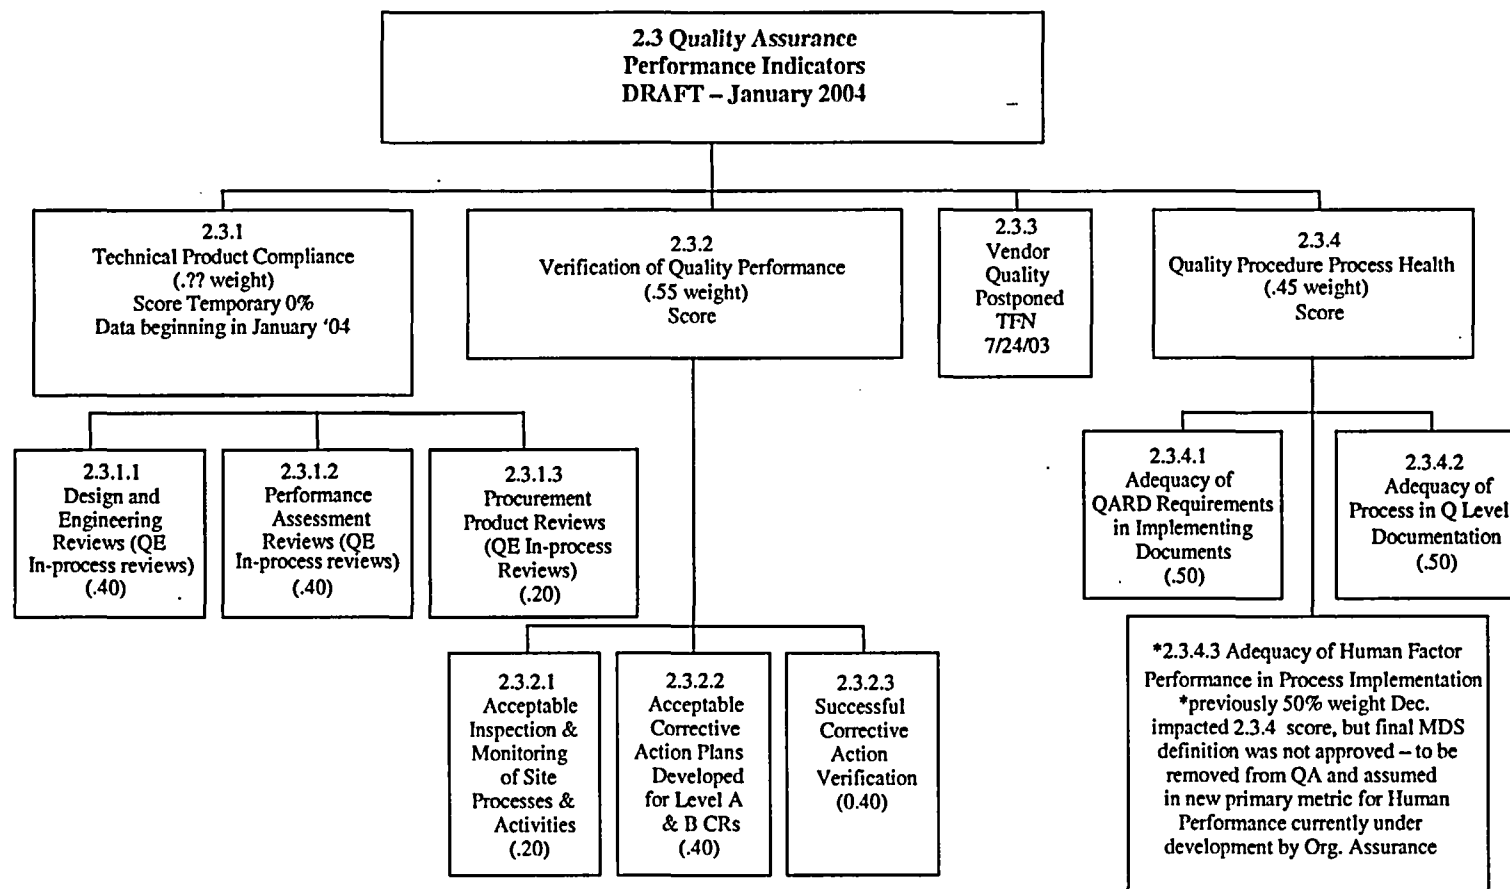 2.3 Quality Assurance
Performance Indicators
DRAFT – January 2004
2.3.1
Technical Product Compliance
(.?? weight)
Score Temporary 0%
Data beginning in January '04
2.3.2
Verification of Quality Performance
(.55 weight)
Score
2.3.3
Vendor
Quality
Postponed
TFN
7/24/03
2.3.4
Quality Procedure Process Health
(.45 weight)
Score
2.3.1.1
Design and
Engineering
Reviews (QE
In-process reviews)
(.40)
2.3.1.2
Performance
Assessment
Reviews (QE
In-process reviews)
(.40)
2.3.1.3
Procurement
Product Reviews
(QE In-process
Reviews)
(.20)
2.3.4.1
Adequacy of
QARD Requirements
in Implementing
Documents
(.50)
2.3.4.2
Adequacy of
Process in Q Level
Documentation
(.50)
2.3.2.1
Acceptable
Inspection &
Monitoring
of Site
Processes &
Activities
(.20)
2.3.2.2
Acceptable
Corrective
Action Plans
Developed
for Level A
& B CRs
(.40)
2.3.2.3
Successful
Corrective
Action
Verification
(0.40)
*2.3.4.3 Adequacy of Human Factor
Performance in Process Implementation
*previously 50% weight Dec.
impacted 2.3.4 score, but final MDS
definition was not approved – to be
removed from QA and assumed
in new primary metric for Human
Performance currently under
development by Org. Assurance